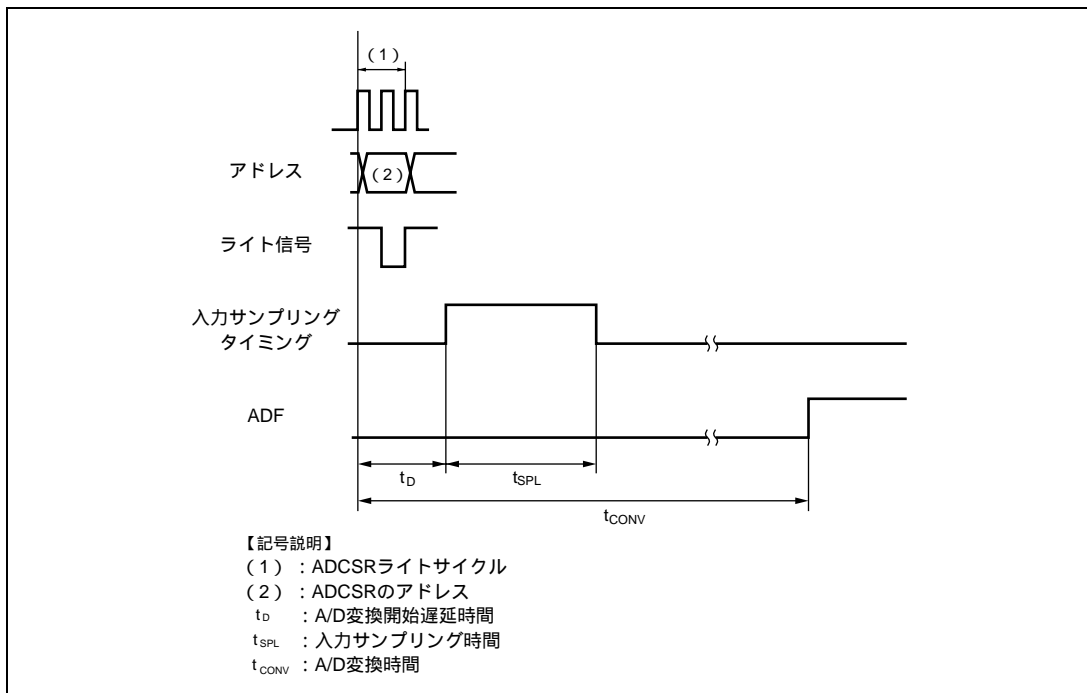 （1）
アドレス
（2）
ライト信号
入力サンプリング
タイミング
ADF
tD
tSPL
tCONV
【記号説明】
（1）：ADCSRライトサイクル
（2）：ADCSRのアドレス
tD ：A/D変換開始遅延時間
tSPL ：入力サンプリング時間
tCONV ：A/D変換時間